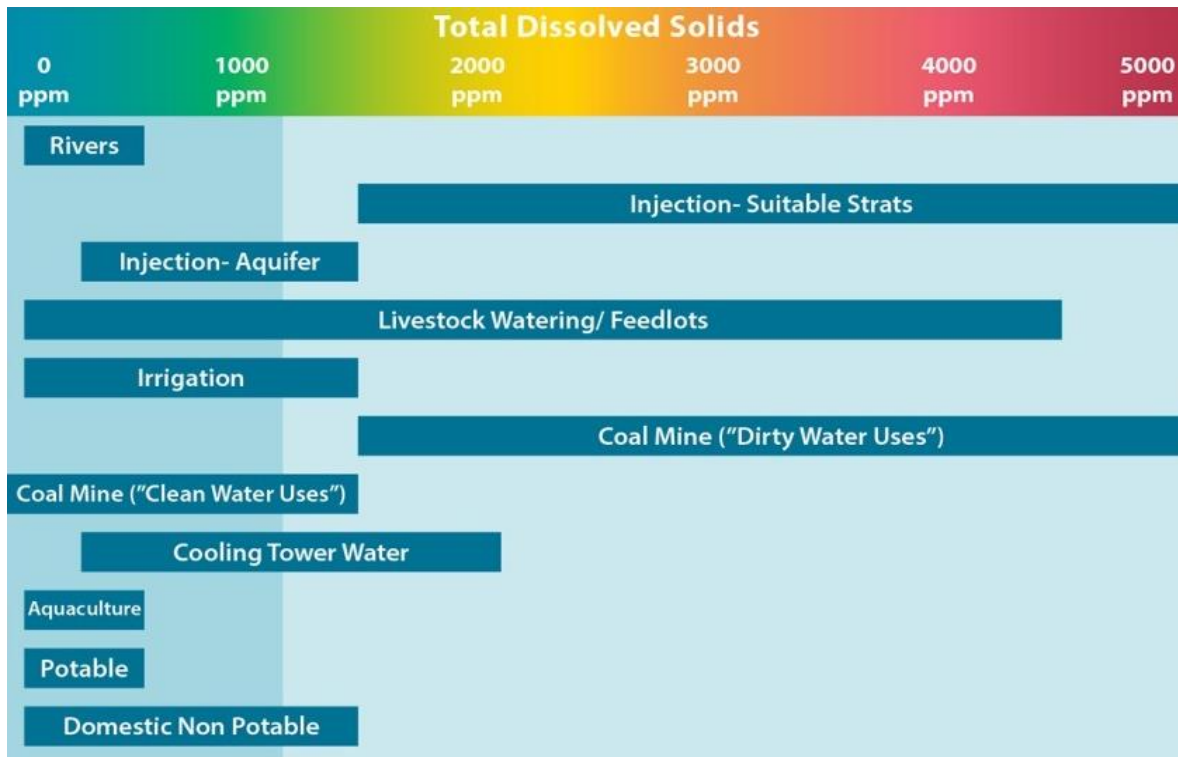 Total Dissolved Solids
0 1000 2000 3000 4000 5000
ppm ppm ppm ppm ppm ppm
Rivers
Injection- Suitable Strats
Injection- Aquifer
Livestock Watering/ Feedlots
Irrigation
Coal Mine (”Dirty Water Uses”)
Coal Mine (”Clean Water Uses”)
Cooling Tower Water
Aquaculture
Potable
Domestic Non Potable